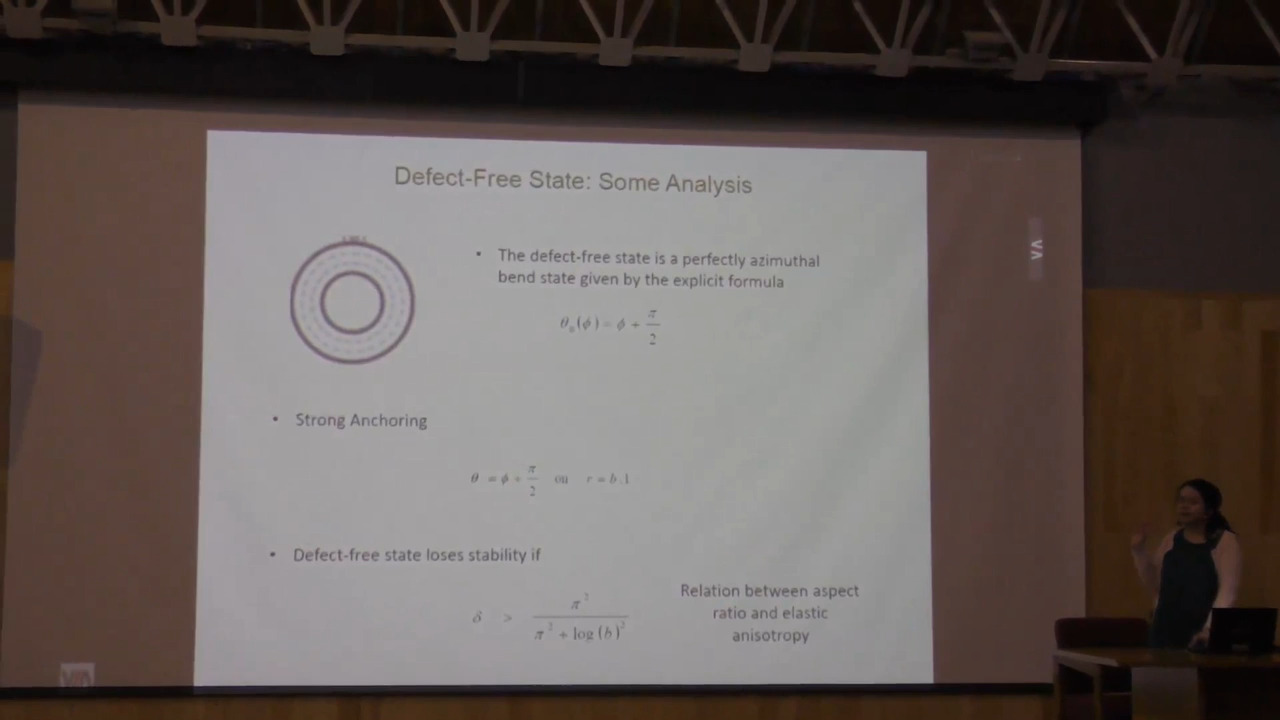 Defect-Free State: Some Analysis
• The defect-free state is a perfectly azimuthal
bend state given by the explicit formula
θ₀(ϕ) = ϕ + π/2
• Strong Anchoring
θ = ϕ + π/2 on r = b,1
• Defect-free state loses stability if
δ > π² / (π² + log(b)²)
Relation between aspect
ratio and elastic
anisotropy